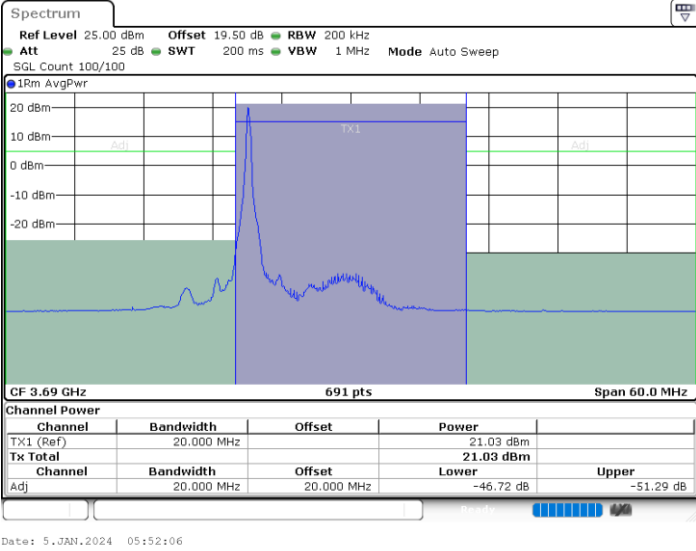 Spectrum
Ref Level 25.00 dBm Offset 19.50 dB RBW 200 kHz
Att 25 dB SWT 200 ms VBW 1 MHz Mode Auto Sweep
SGL Count 100/100
1Rm AvgPwr
20 dBm
TX1
10 dBm
Adj
Adj
0 dBm
-10 dBm
-20 dBm
CF 3.69 GHz 691 pts Span 60.0 MHz
Channel Power
Channel Bandwidth Offset Power
TX1 (Ref) 20.000 MHz 21.03 dBm
Tx Total 21.03 dBm
Channel Bandwidth Offset Lower Upper
Adj 20.000 MHz 20.000 MHz -46.72 dB -51.29 dB
Ready
Date: 5.JAN.2024 05:52:06